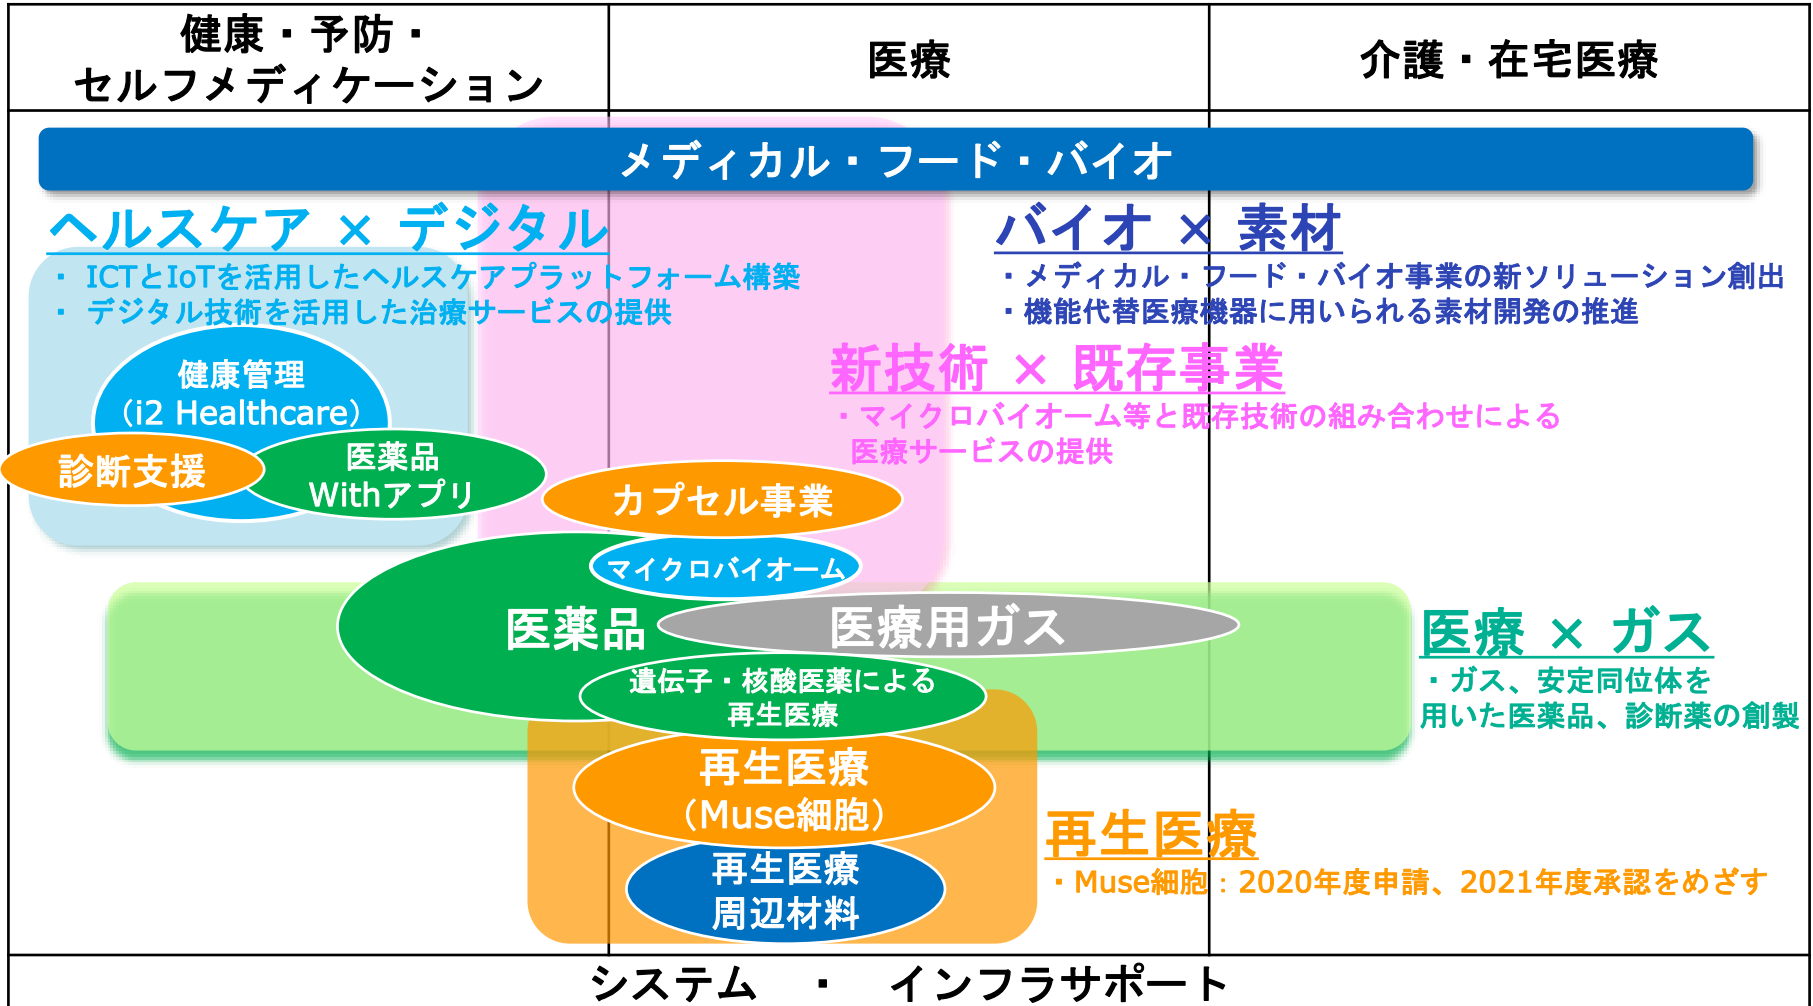 健康・予防・
セルフメディケーション
医療
介護・在宅医療
メディカル・フード・バイオ
ヘルスケア × デジタル
・ ICTとIoTを活用したヘルスケアプラットフォーム構築
・ デジタル技術を活用した治療サービスの提供
バイオ × 素材
・メディカル・フード・バイオ事業の新ソリューション創出
・機能代替医療機器に用いられる素材開発の推進
新技術 × 既存事業
・マイクロバイオーム等と既存技術の組み合わせによる
医療サービスの提供
健康管理
（i2 Healthcare）
診断支援
医薬品
Withアプリ
カプセル事業
マイクロバイオーム
医薬品
医療用ガス
医療 × ガス
・ガス、安定同位体を
用いた医薬品、診断薬の創製
遺伝子・核酸医薬による
再生医療
再生医療
（Muse細胞）
再生医療
周辺材料
再生医療
・Muse細胞：2020年度申請、2021年度承認をめざす
システム ・ インフラサポート